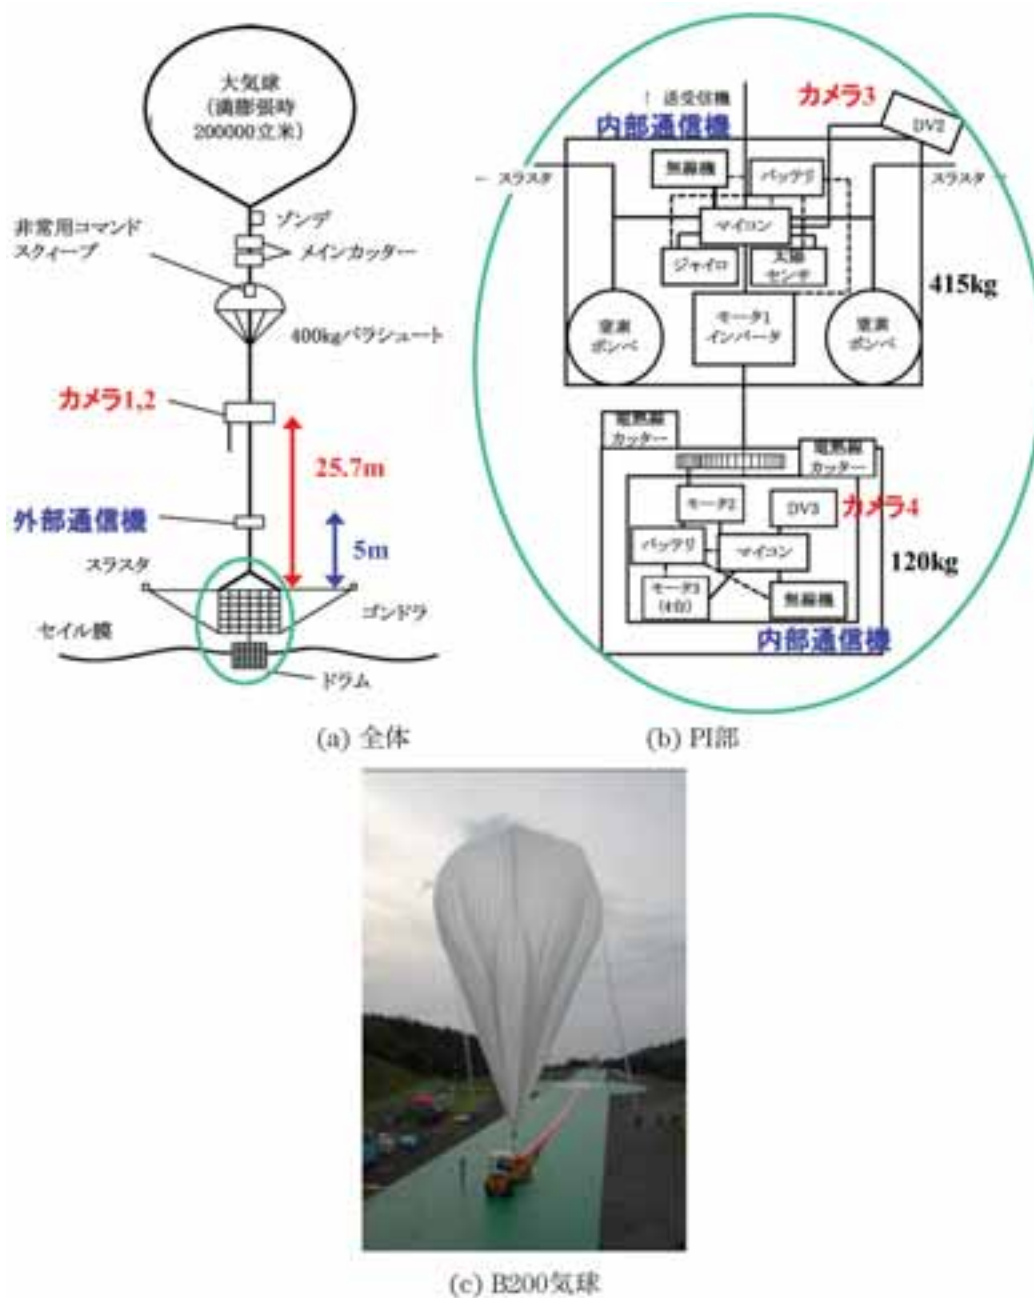 大気球
(満膨張時
200000立米)
非常用コマンド
スクィーブ
ゾンデ
メインカッター
400kgパラシュート
カメラ1,2
25.7m
外部通信機
5m
スラスタ
ゴンドラ
セイル膜
ドラム
(a) 全体
↑ 送受信機
カメラ3
内部通信機
DV2
無線機
バッテリ
← スラスタ
スラスタ
マイコン
ジャイロ
太陽
センサ
415kg
モータ1
インバータ
窒素
ボンベ
窒素
ボンベ
電熱線
カッター
電熱線
カッター
モータ2
DV3
カメラ4
バッテリ
マイコン
120kg
モータ3
(4台)
無線機
内部通信機
(b) PI部
(c) B200気球